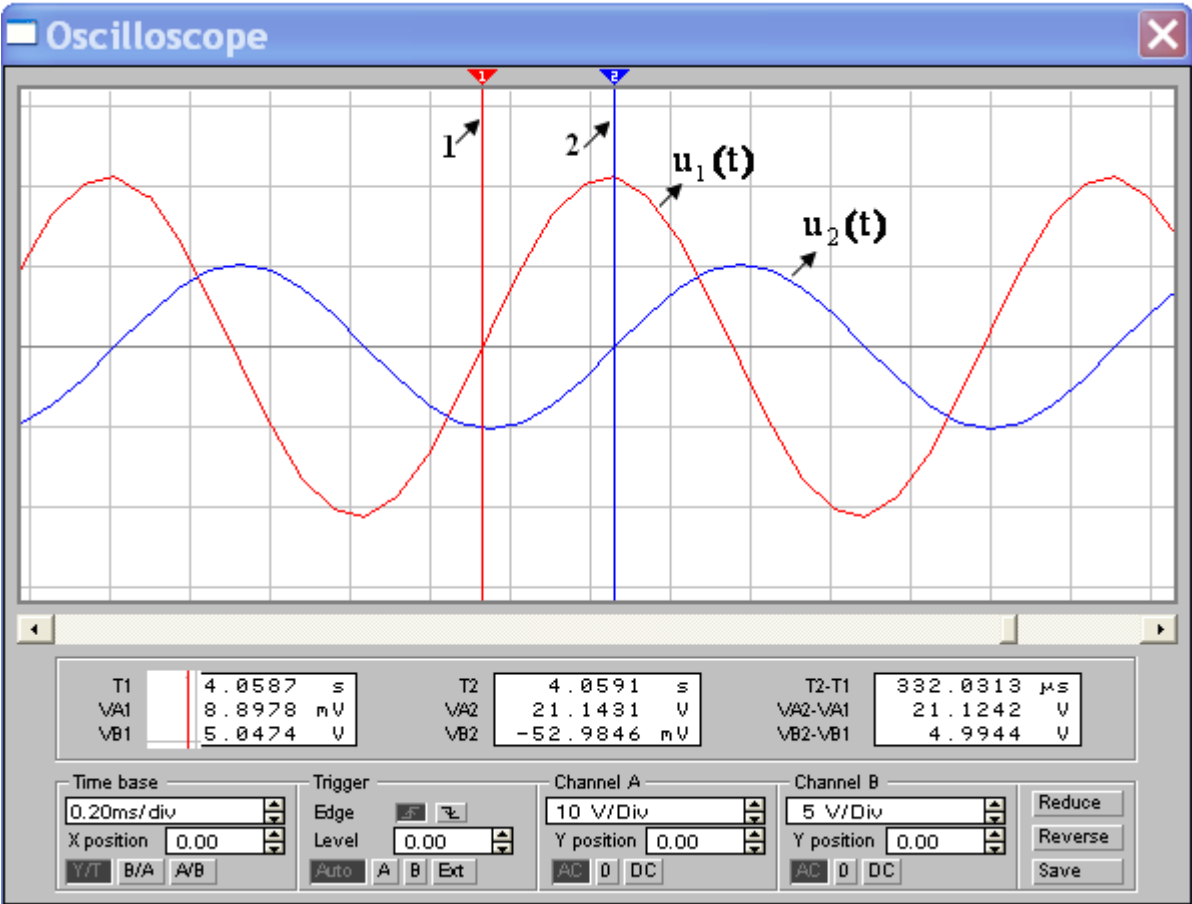 Oscilloscope
1 2
1 2 u1(t)
u2(t)
T1 4.0587 s
VA1 8.8978 mV
VB1 5.0474 V
T2 4.0591 s
VA2 21.1431 V
VB2 -52.9846 mV
T2-T1 332.0313 µs
VA2-VA1 21.1242 V
VB2-VB1 4.9944 V
Time base
0.20ms/div
X position 0.00
Y/T B/A A/B
Trigger
Edge
Level 0.00
Auto A B Ext
Channel A
10 V/Div
Y position 0.00
AC 0 DC
Channel B
5 V/Div
Y position 0.00
AC 0 DC
Reduce
Reverse
Save